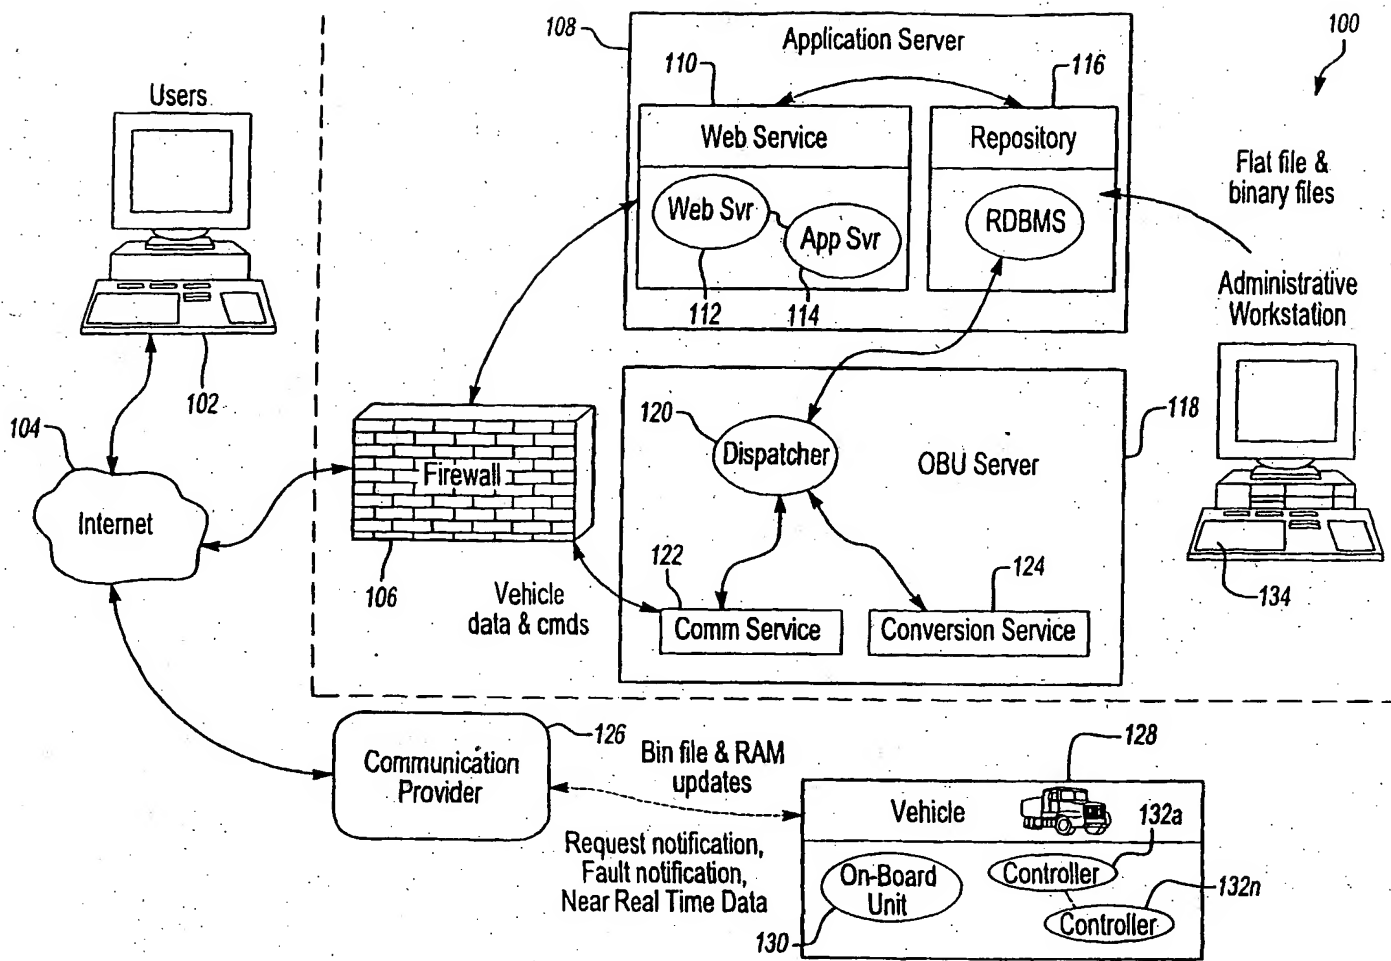 108
Application Server
100
110
116
Users
Web Service
Repository
Flat file &
binary files
Web Svr
App Svr
RDBMS
112
114
Administrative
Workstation
102
104
120
118
Dispatcher
OBU Server
Firewall
Internet
106
122
124
134
Vehicle
data & cmds
Comm Service
Conversion Service
126
128
Communication
Provider
Bin file & RAM
updates
Vehicle
132a
Request notification,
Fault notification,
Near Real Time Data
On-Board
Unit
Controller
132n
Controller
130